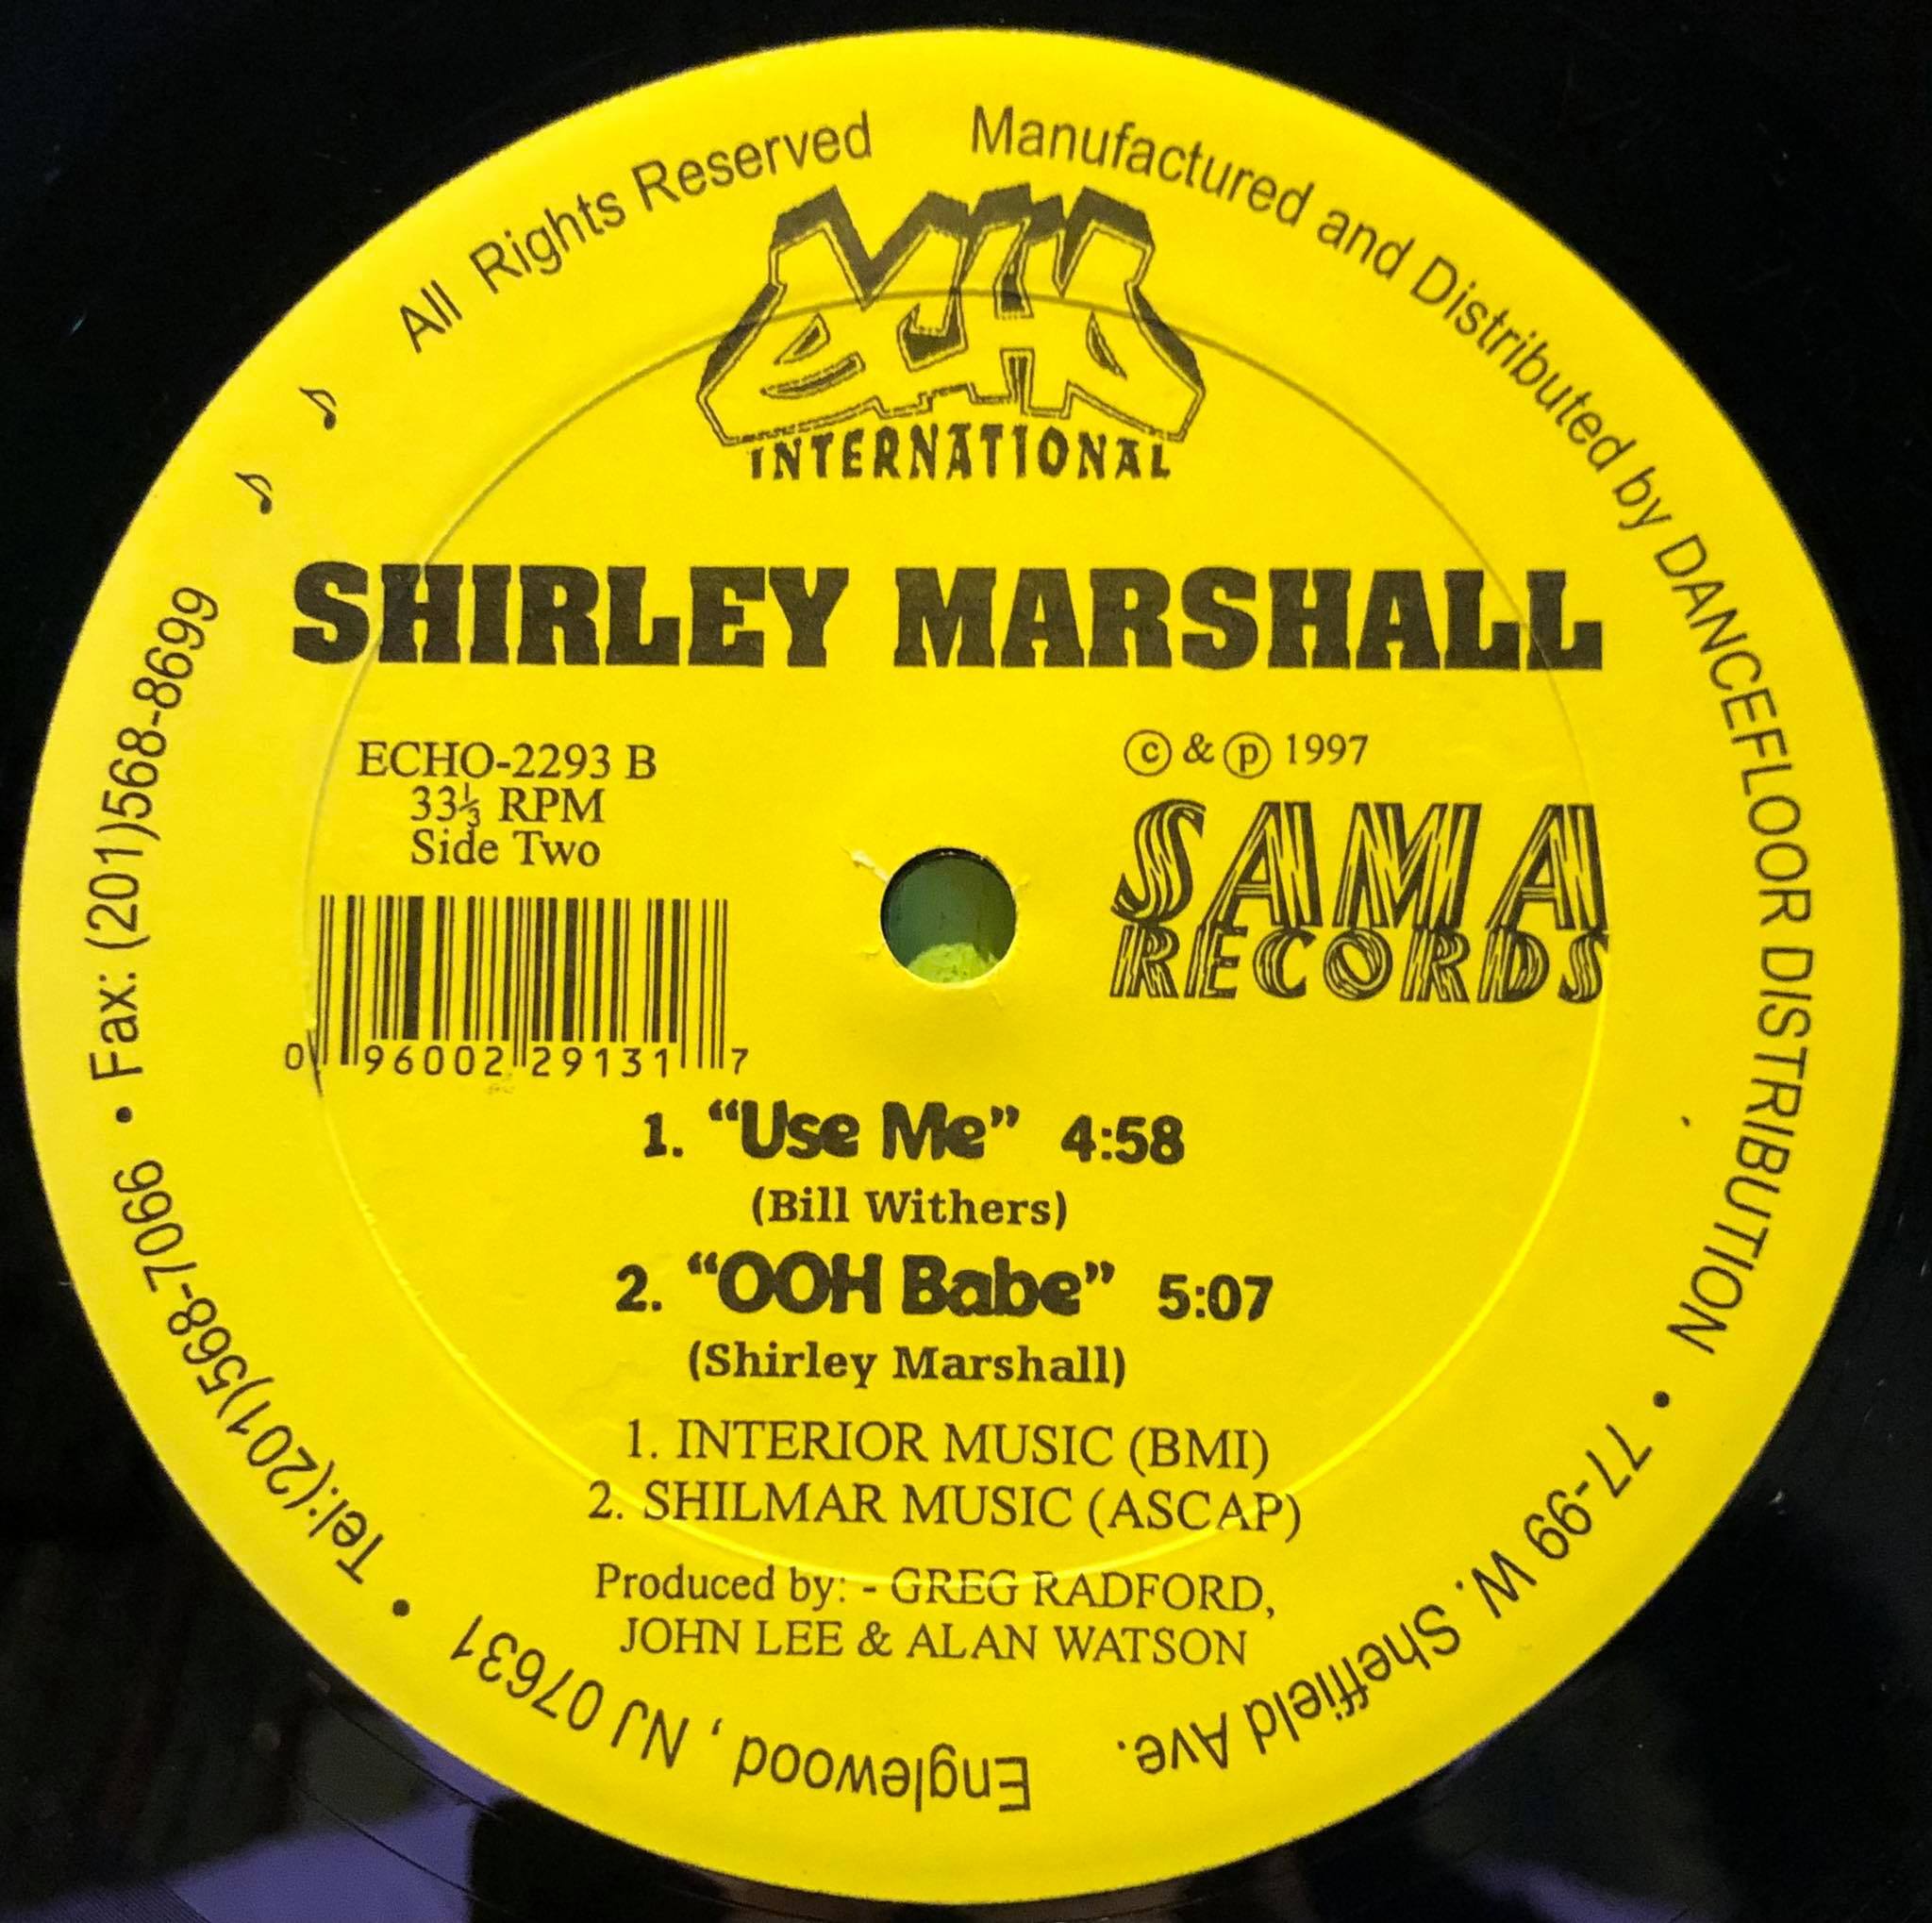 All Rights Reserved
Manufactured and Distributed by DANCEFLOOR DISTRIBUTION • 77-99 W. Sheffield Ave. Englewood , NJ 07631 • Tel:(201)568-7066 • Fax: (201)568-8699 ♪ ♪
ECHO
INTERNATIONAL
SHIRLEY MARSHALL
ECHO-2293 B
33⅓ RPM
Side Two
© & ℗ 1997
SAMA
RECORDS
0 96002 29131 7
1. “Use Me” 4:58
(Bill Withers)
2. “OOH Babe” 5:07
(Shirley Marshall)
1. INTERIOR MUSIC (BMI)
2. SHILMAR MUSIC (ASCAP)
Produced by: - GREG RADFORD,
JOHN LEE & ALAN WATSON